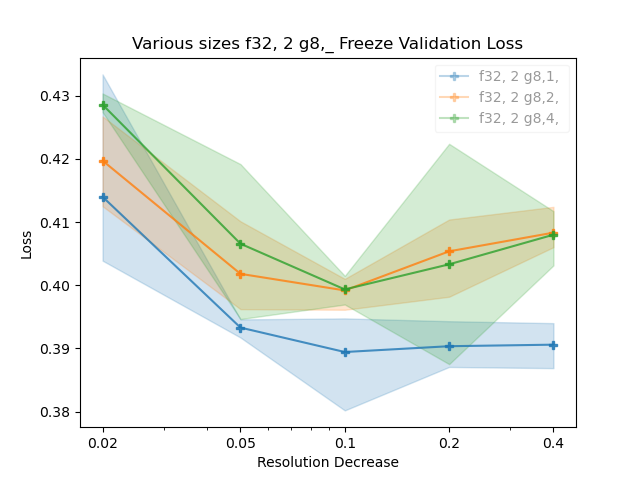 Various sizes f32, 2 g8,_ Freeze Validation Loss
f32, 2 g8,1,
f32, 2 g8,2,
f32, 2 g8,4,
0.43
0.42
0.41
0.40
0.39
0.38
Loss
0.02 0.05 0.1 0.2 0.4
Resolution Decrease